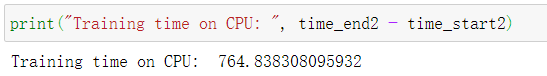 print("Training time on CPU: ", time_end2 - time_start2)
Training time on CPU:  764.838308095932